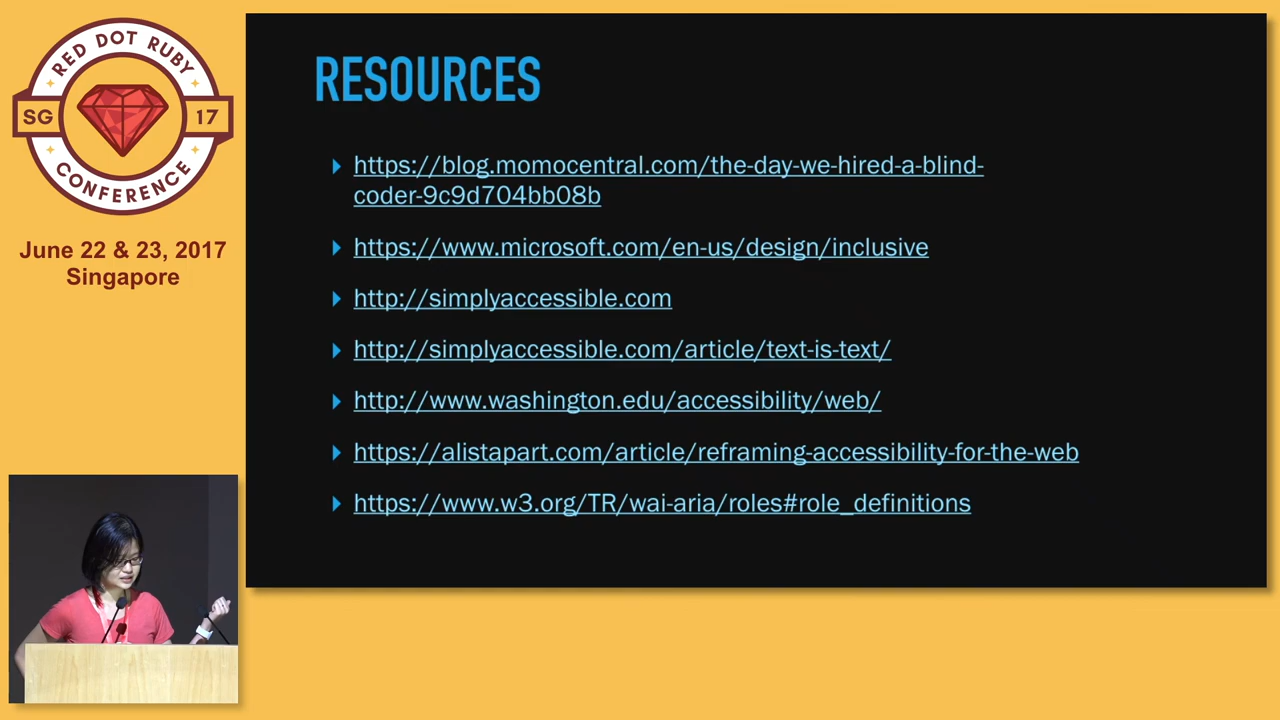 RED DOT RUBY
SG
17
CONFERENCE
June 22 & 23, 2017
Singapore
RESOURCES
https://blog.momocentral.com/the-day-we-hired-a-blind-
coder-9c9d704bb08b
https://www.microsoft.com/en-us/design/inclusive
http://simplyaccessible.com
http://simplyaccessible.com/article/text-is-text/
http://www.washington.edu/accessibility/web/
https://alistapart.com/article/reframing-accessibility-for-the-web
https://www.w3.org/TR/wai-aria/roles#role_definitions